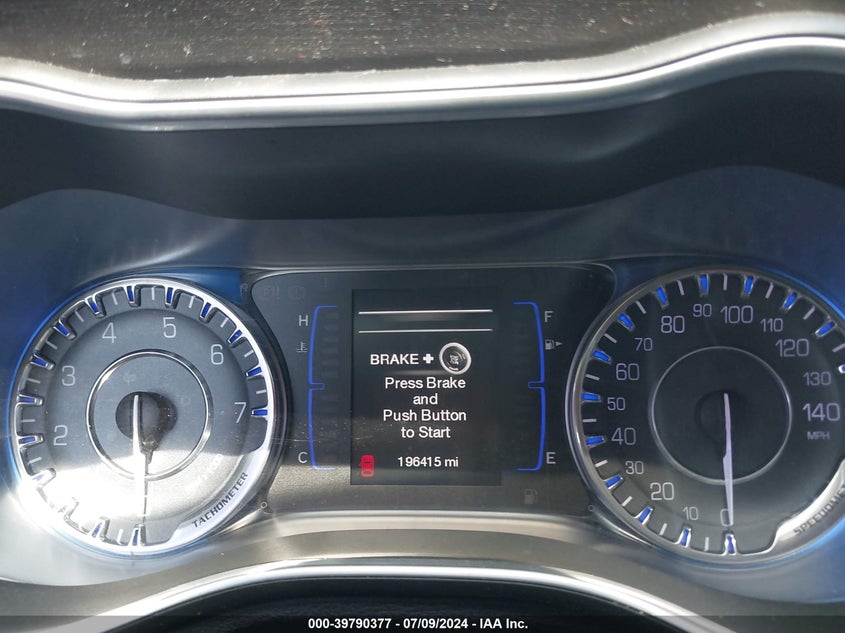 H
F
C
E
BRAKE +
Press Brake
and
Push Button
to Start
196415 mi
2
3
4
5
6
7
TACHOMETER
0
10
20
30
40
50
60
70
80
90
100
110
120
130
140
MPH
000-39790377 - 07/09/2024 - IAA Inc.